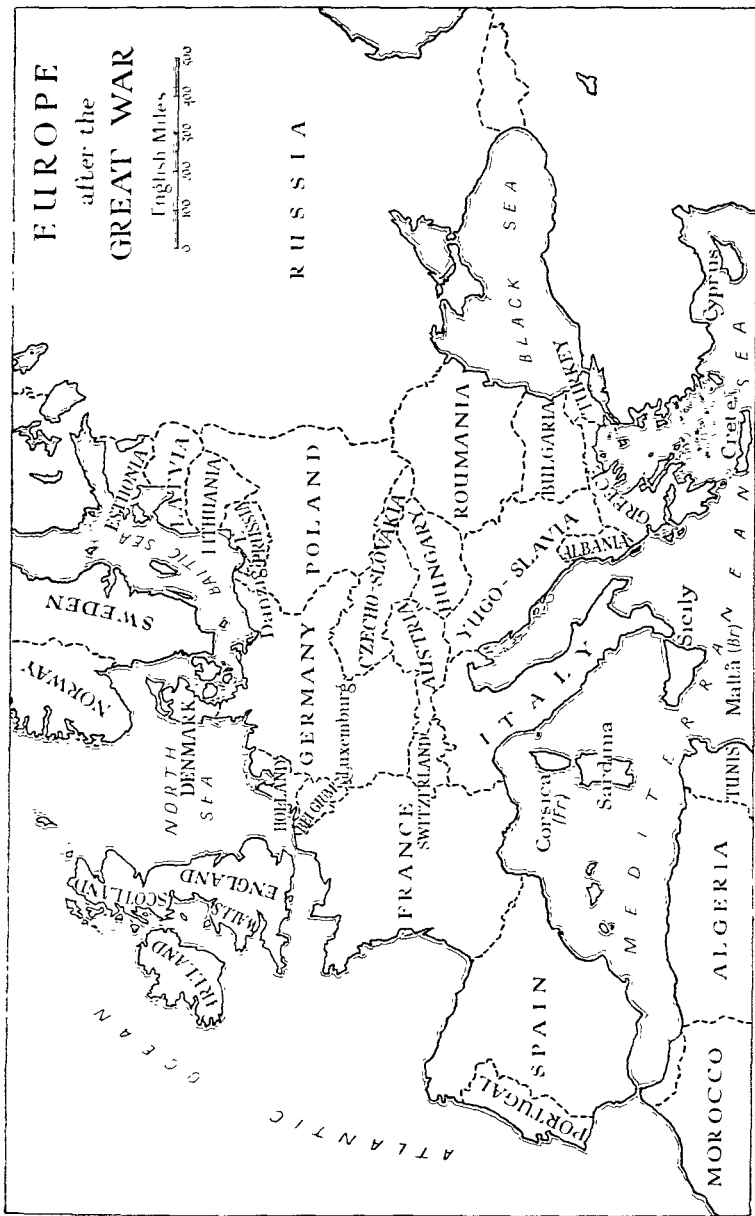 EUROPE
after the
GREAT WAR
English Miles
0 100 200 300 400 500
NORWAY
SWEDEN
RUSSIA
ESTHONIA
LATVIA
LITHUANIA
BALTIC SEA
E. PRUSSIA
Danzig
NORTH
SEA
DENMARK
SCOTLAND
IRELAND
ENGLAND
WALES
HOLLAND
BELGIUM
Luxemburg
GERMANY
POLAND
ATLANTIC OCEAN
FRANCE
SWITZERLAND
CZECHO-SLOVAKIA
AUSTRIA
HUNGARY
ROUMANIA
YUGO-SLAVIA
BULGARIA
BLACK SEA
ITALY
ALBANIA
GREECE
TURKEY
PORTUGAL
SPAIN
Corsica
(Fr)
Sardinia
Sicily
Malta (Br)
Crete
Cyprus
MEDITERRANEAN SEA
MOROCCO
ALGERIA
TUNIS